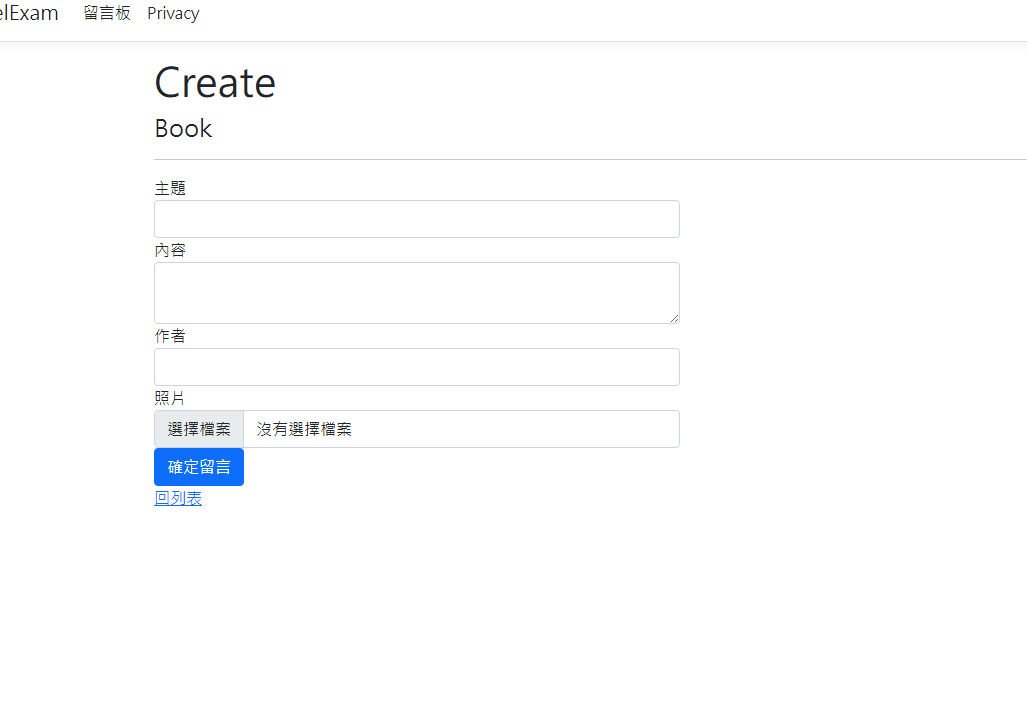 elExam 留言板 Privacy
Create
Book
主題
內容
作者
照片
選擇檔案 沒有選擇檔案
確定留言
回列表